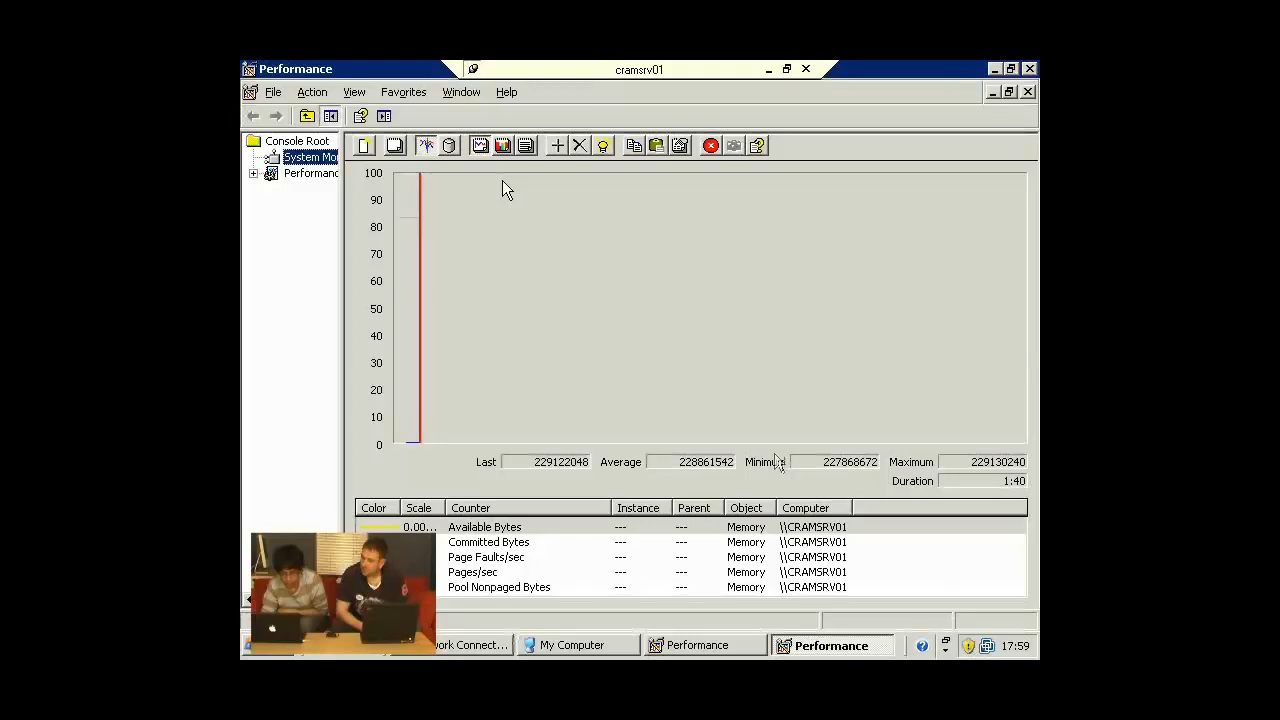 Performance
cramsrv01
File Action View Favorites Window Help
Console Root
System Mo
Performanc
100
90
80
70
60
50
40
30
20
10
0
Last 229122048 Average 228861542 Minimum 227868672 Maximum 229130240
Duration 1:40
Color Scale Counter Instance Parent Object Computer
0.00... Available Bytes --- --- Memory \\CRAMSRV01
Committed Bytes --- --- Memory \\CRAMSRV01
Page Faults/sec --- --- Memory \\CRAMSRV01
Pages/sec --- --- Memory \\CRAMSRV01
Pool Nonpaged Bytes --- --- Memory \\CRAMSRV01
ork Connect... My Computer Performance Performance 17:59